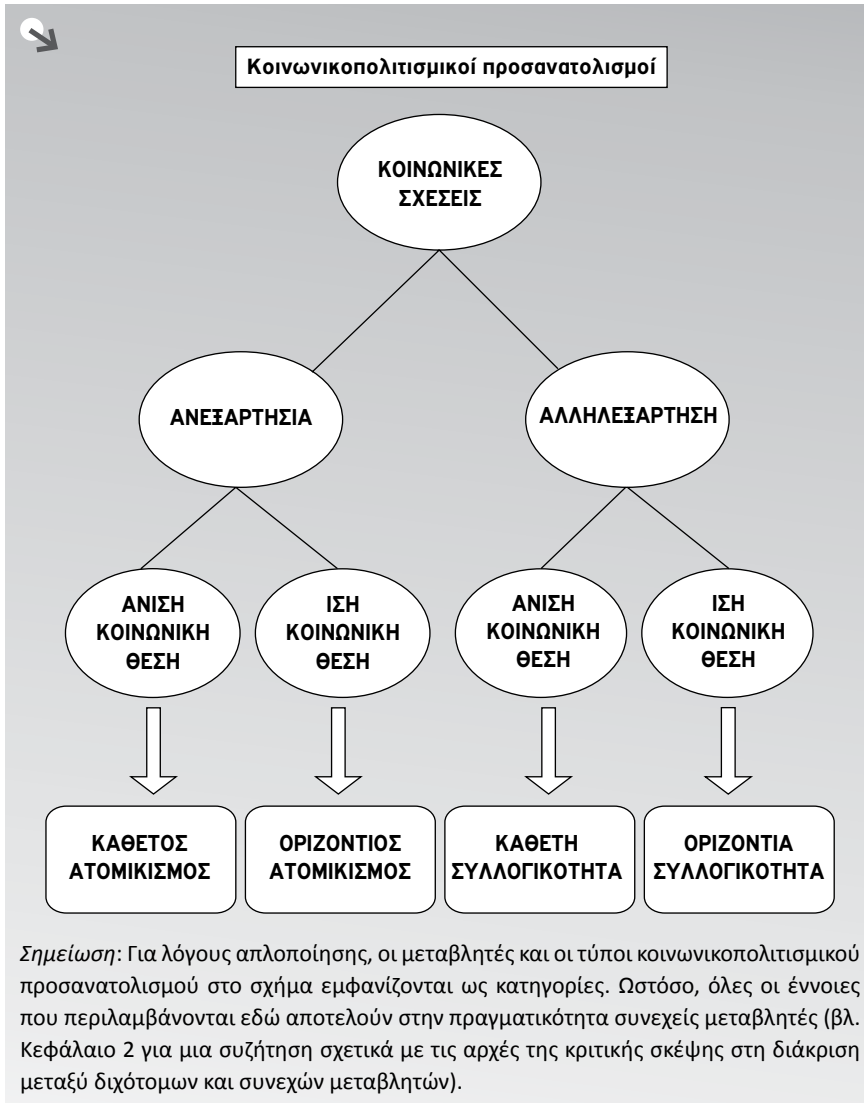 Κοινωνικοπολιτισμικοί προσανατολισμοί
ΚΟΙΝΩΝΙΚΕΣ
ΣΧΕΣΕΙΣ
ΑΝΕΞΑΡΤΗΣΙΑ
ΑΛΛΗΛΕΞΑΡΤΗΣΗ
ΑΝΙΣΗ
ΚΟΙΝΩΝΙΚΗ
ΘΕΣΗ
ΙΣΗ
ΚΟΙΝΩΝΙΚΗ
ΘΕΣΗ
ΑΝΙΣΗ
ΚΟΙΝΩΝΙΚΗ
ΘΕΣΗ
ΙΣΗ
ΚΟΙΝΩΝΙΚΗ
ΘΕΣΗ
ΚΑΘΕΤΟΣ
ΑΤΟΜΙΚΙΣΜΟΣ
ΟΡΙΖΟΝΤΙΟΣ
ΑΤΟΜΙΚΙΣΜΟΣ
ΚΑΘΕΤΗ
ΣΥΛΛΟΓΙΚΟΤΗΤΑ
ΟΡΙΖΟΝΤΙΑ
ΣΥΛΛΟΓΙΚΟΤΗΤΑ
Σημείωση: Για λόγους απλοποίησης, οι μεταβλητές και οι τύποι κοινωνικοπολιτισμικού
προσανατολισμού στο σχήμα εμφανίζονται ως κατηγορίες. Ωστόσο, όλες οι έννοιες
που περιλαμβάνονται εδώ αποτελούν στην πραγματικότητα συνεχείς μεταβλητές (βλ.
Κεφάλαιο 2 για μια συζήτηση σχετικά με τις αρχές της κριτικής σκέψης στη διάκριση
μεταξύ διχότομων και συνεχών μεταβλητών).